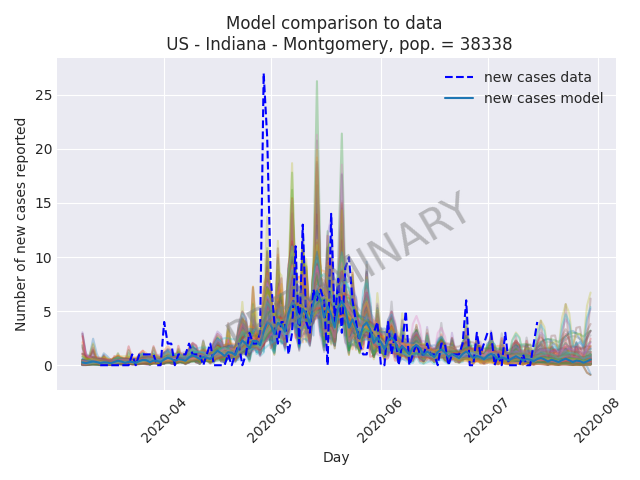 Model comparison to data
US - Indiana - Montgomery, pop. = 38338
new cases data
new cases model
Number of new cases reported
25
20
15
10
5
0
2020-04
2020-05
2020-06
2020-07
2020-08
Day